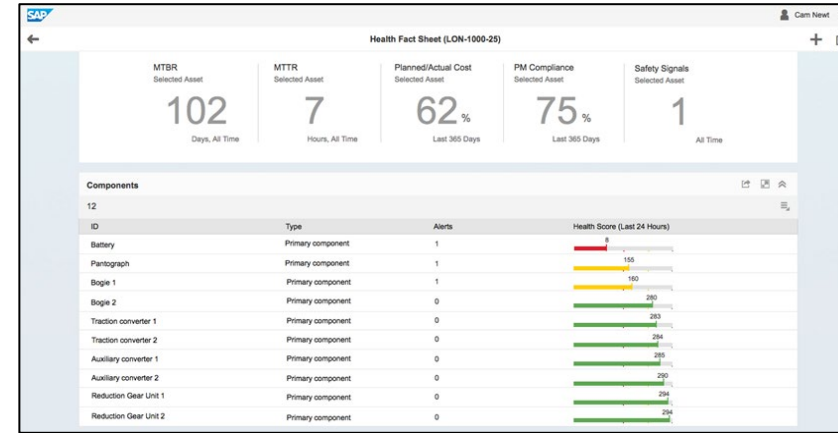 SAP
Cam Newt
Health Fact Sheet (LON-1000-25)
MTBR
Selected Asset
102
Days, All Time
MTTR
Selected Asset
7
Hours, All Time
Planned/Actual Cost
Selected Asset
62 %
Last 365 Days
PM Compliance
Selected Asset
75 %
Last 365 Days
Safety Signals
Selected Asset
1
All Time
Components
12
ID Type Alerts Health Score (Last 24 Hours)
Battery Primary component 1 8
Pantograph Primary component 1 155
Bogie 1 Primary component 1 160
Bogie 2 Primary component 0 280
Traction converter 1 Primary component 0 283
Traction converter 2 Primary component 0 284
Auxiliary converter 1 Primary component 0 285
Auxiliary converter 2 Primary component 0 290
Reduction Gear Unit 1 Primary component 0 294
Reduction Gear Unit 2 Primary component 0 294